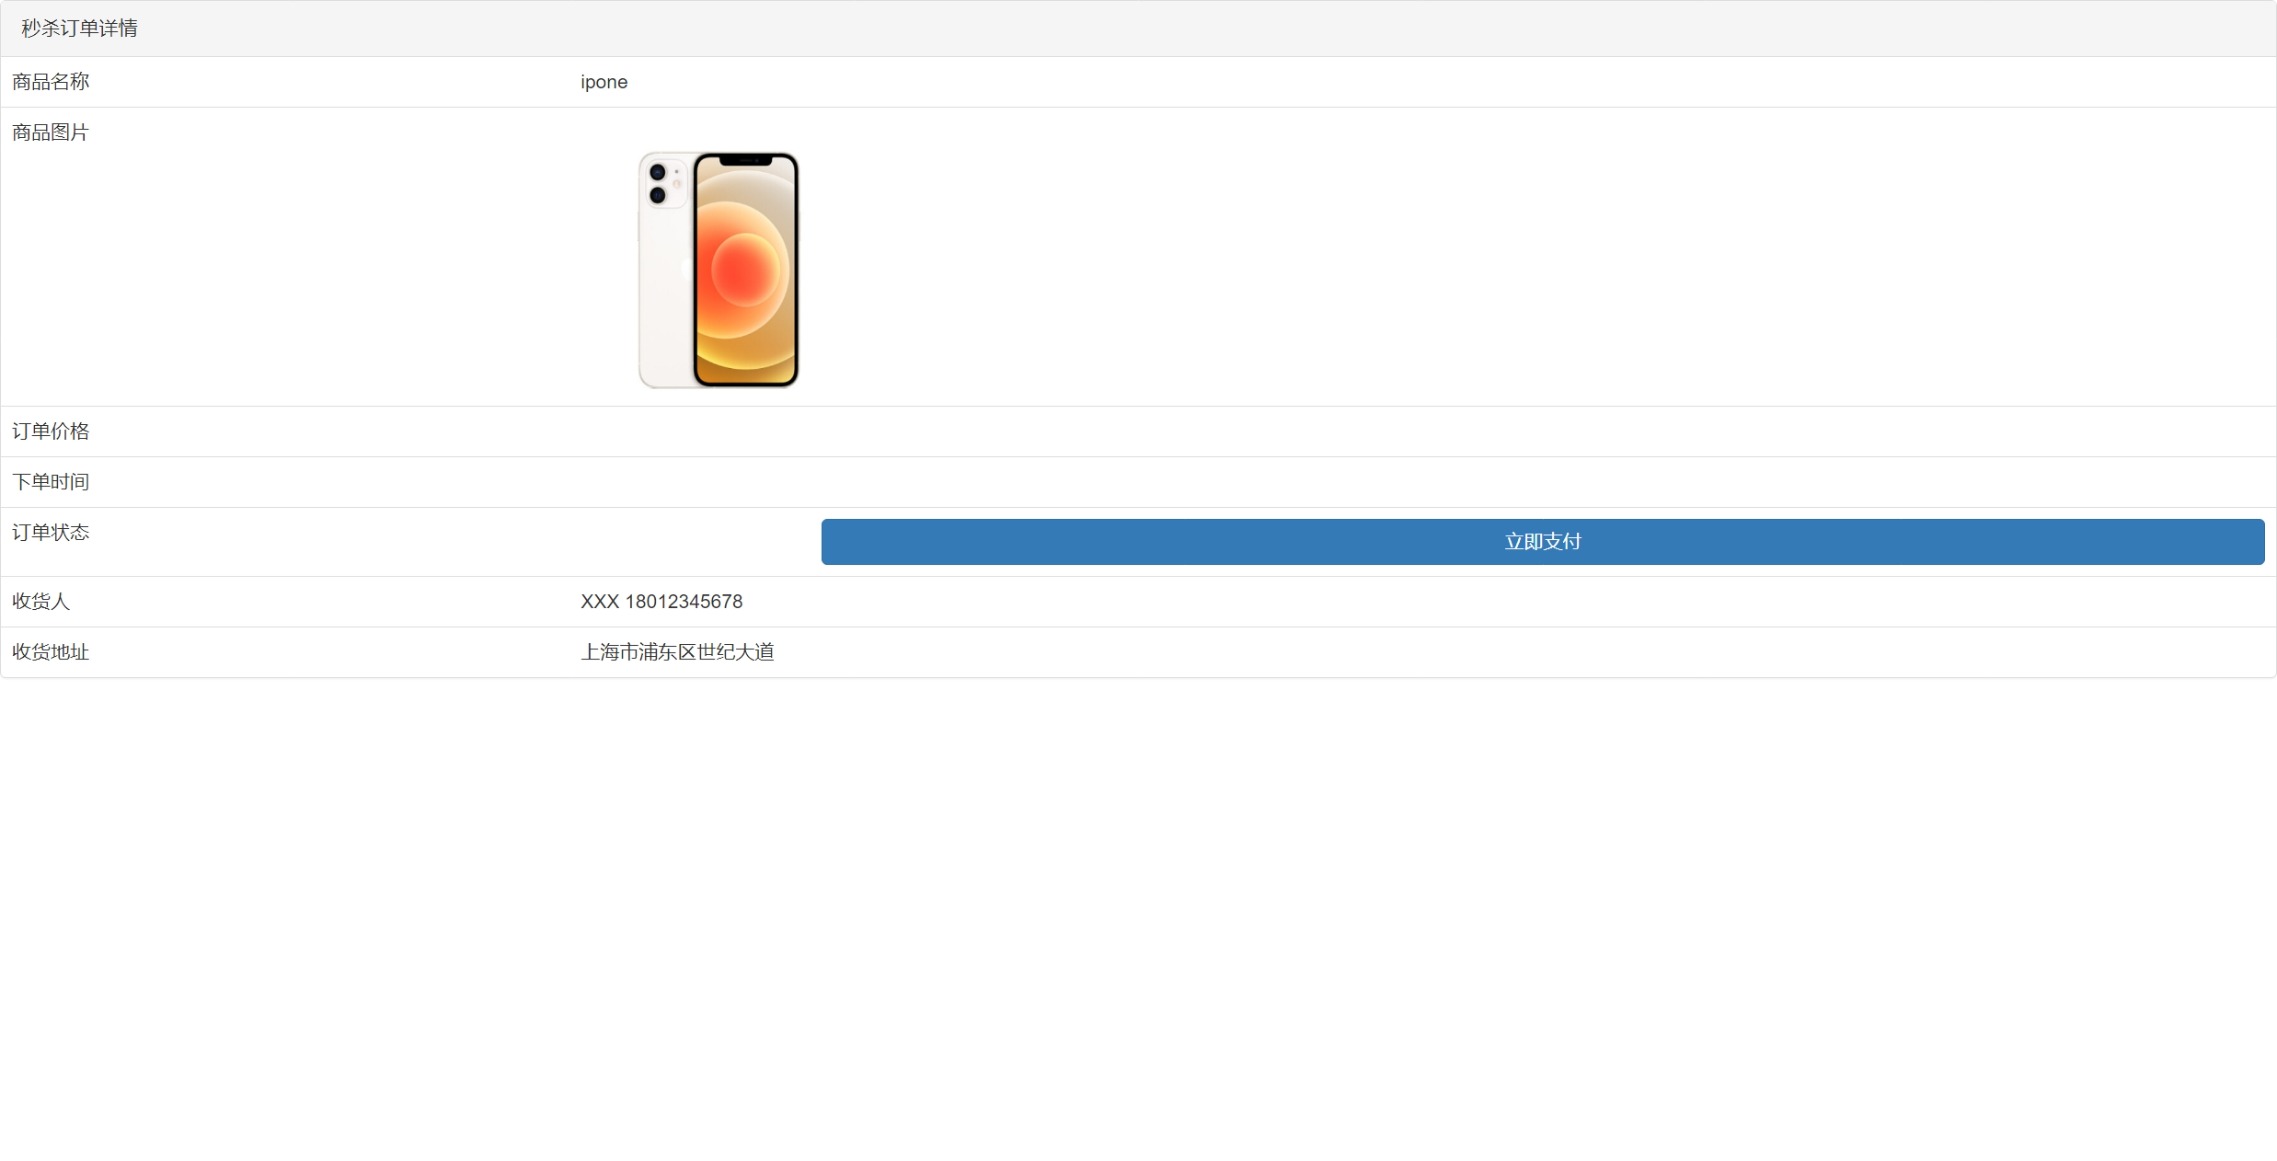 秒杀订单详情
商品名称 ipone
商品图片
订单价格
下单时间
订单状态 立即支付
收货人 XXX 18012345678
收货地址 上海市浦东区世纪大道